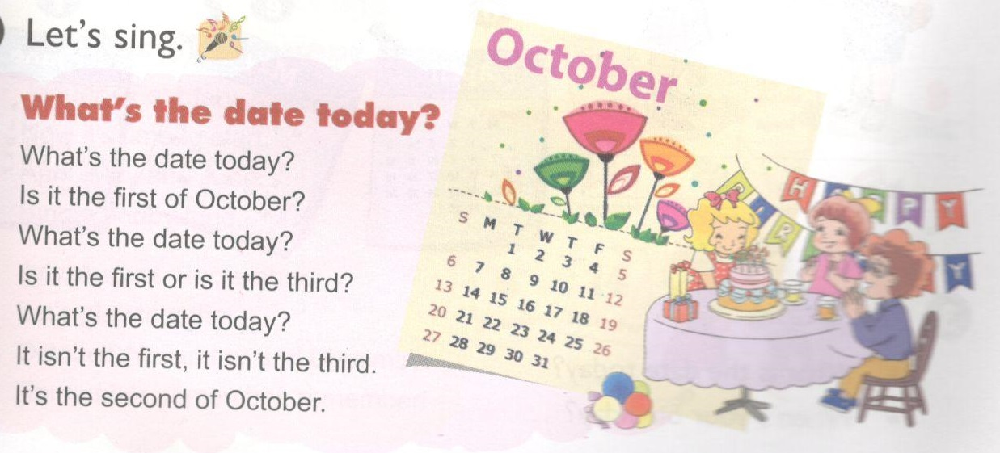 Let's sing.
What's the date today?
What's the date today?
Is it the first of October?
What's the date today?
Is it the first or is it the third?
What's the date today?
It isn't the first, it isn't the third.
It's the second of October.
October
S M T W T F S
1 2 3 4 5
6 7 8 9 10 11 12
13 14 15 16 17 18 19
20 21 22 23 24 25 26
27 28 29 30 31